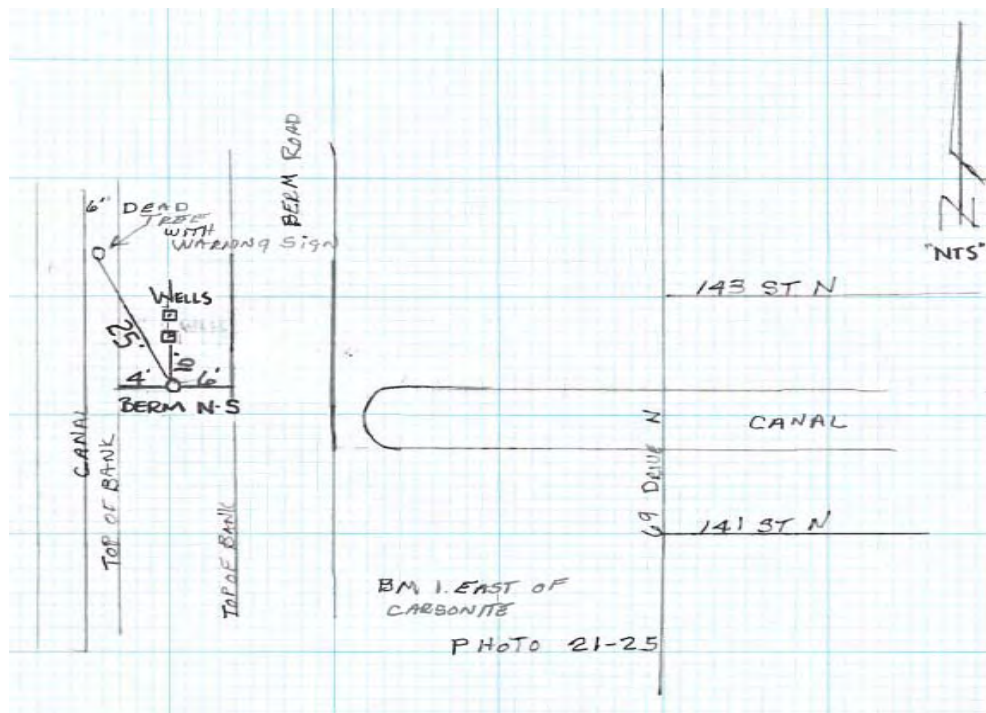 BERM ROAD
6" DEAD
TREE
WITH
WARNING SIGN
WELLS
25'
10'
4'
6'
BERM N-S
CANAL
TOP OF BANK
TOP OF BANK
N
"NTS"
143 ST N
CANAL
69 DRIVE N
141 ST N
BM 1. EAST OF
CARSONITE
PHOTO 21-25